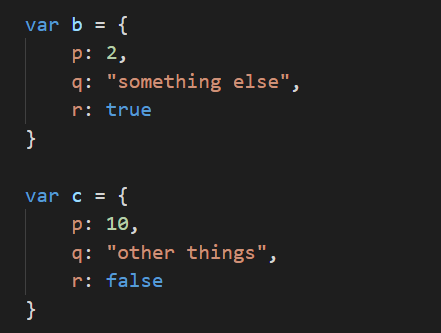 var b = {
    p: 2,
    q: "something else",
    r: true
}

var c = {
    p: 10,
    q: "other things",
    r: false
}